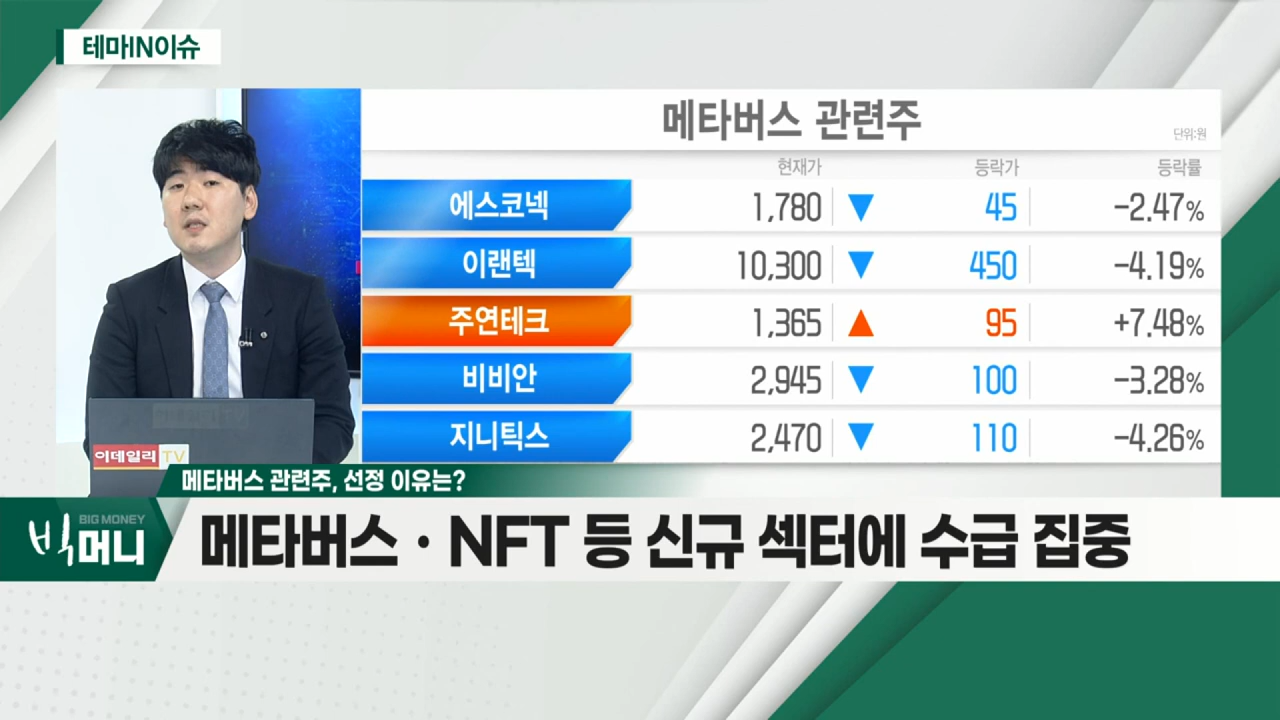 테마IN이슈
메타버스 관련주
단위:원
현재가 등락가 등락률
에스코넥 1,780 ▼ 45 -2.47%
이랜텍 10,300 ▼ 450 -4.19%
주연테크 1,365 ▲ 95 +7.48%
비비안 2,945 ▼ 100 -3.28%
지니틱스 2,470 ▼ 110 -4.26%
이데일리 TV
메타버스 관련주, 선정 이유는?
BIG MONEY
빅머니
메타버스·NFT 등 신규 섹터에 수급 집중